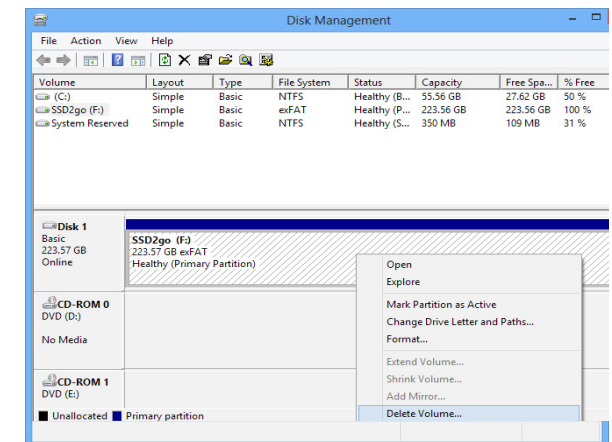 Disk Management
File Action View Help
Volume Layout Type File System Status Capacity Free Spa... % Free
(C:) Simple Basic NTFS Healthy (B... 55.56 GB 27.62 GB 50 %
SSD2go (F:) Simple Basic exFAT Healthy (P... 223.56 GB 223.56 GB 100 %
System Reserved Simple Basic NTFS Healthy (S... 350 MB 109 MB 31 %
Disk 1
Basic
223.57 GB
Online
SSD2go (F:)
223.57 GB exFAT
Healthy (Primary Partition)
Open
Explore
Mark Partition as Active
Change Drive Letter and Paths...
Format...
Extend Volume...
Shrink Volume...
Add Mirror...
Delete Volume...
CD-ROM 0
DVD (D:)
No Media
CD-ROM 1
DVD (E:)
Unallocated Primary partition